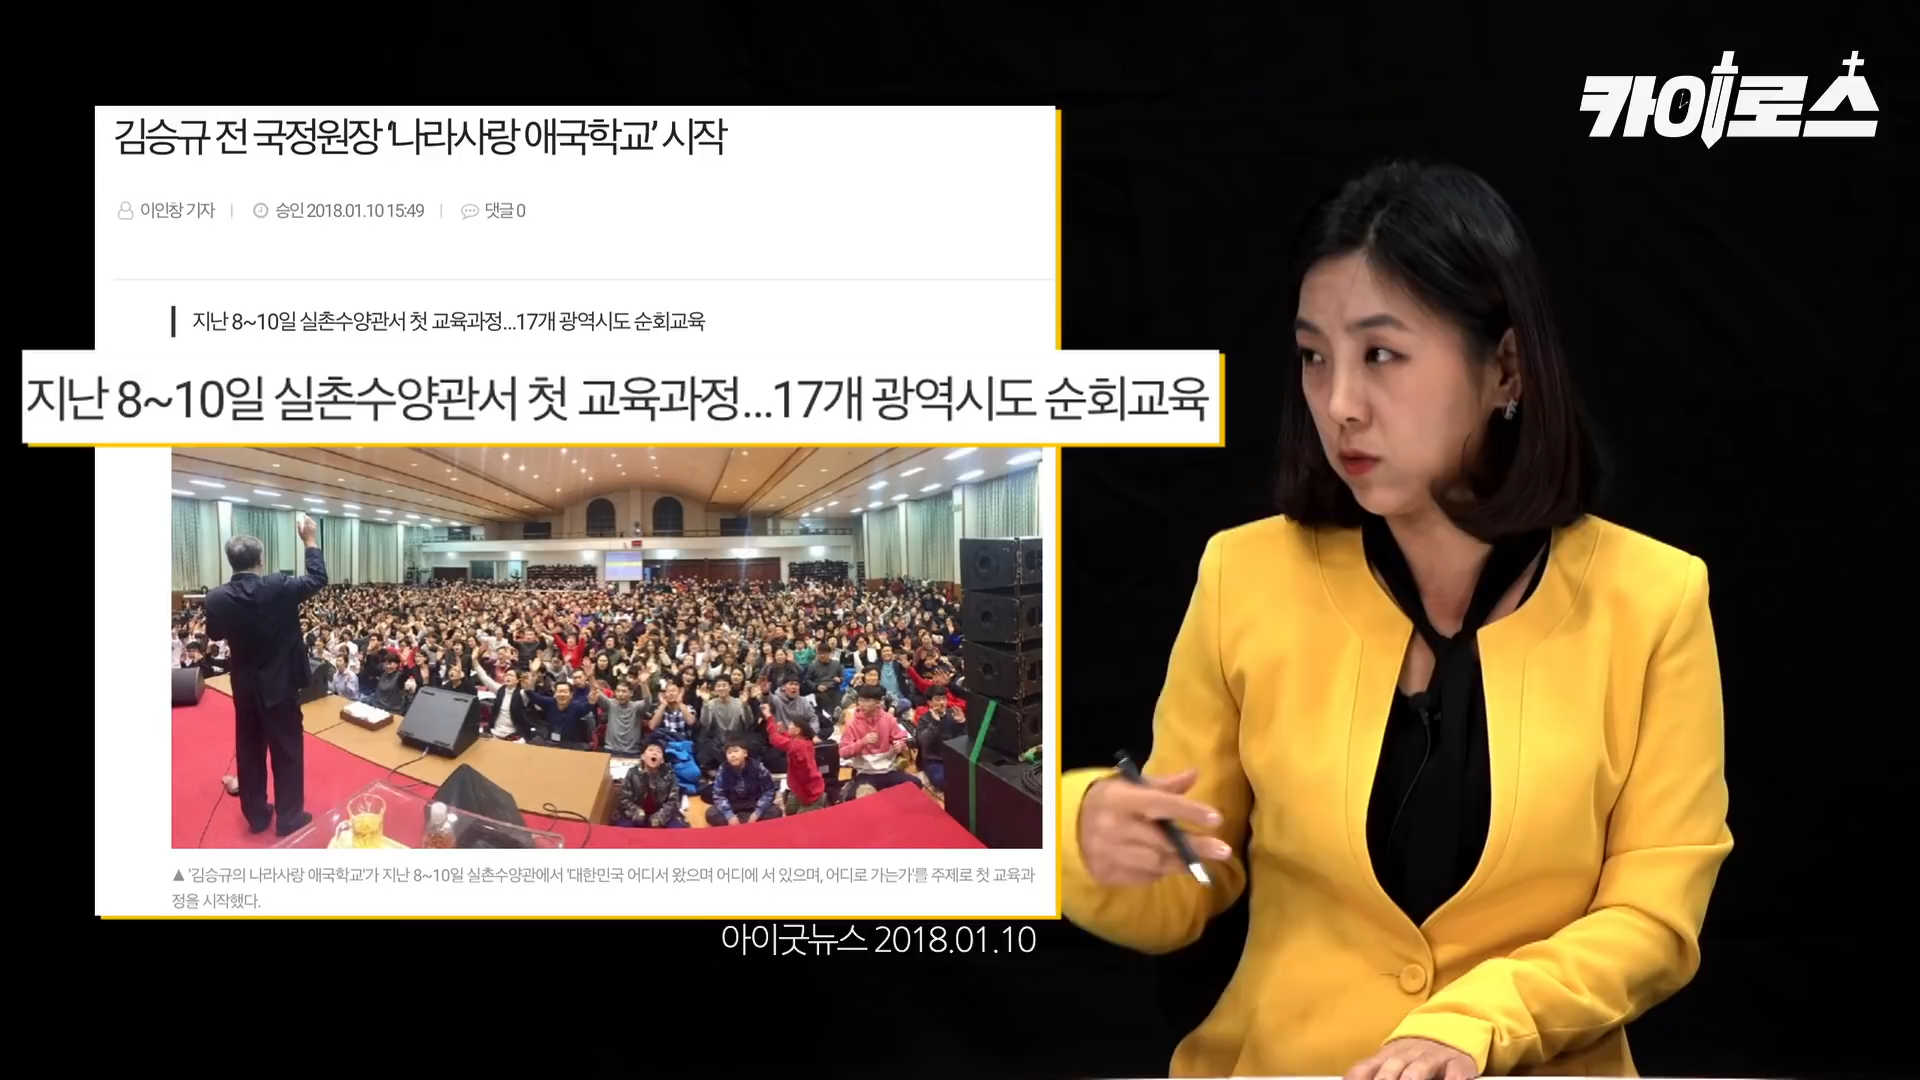 카이로스
김승규 전 국정원장 ‘나라사랑 애국학교’ 시작
이인창 기자 | 승인 2018.01.10 15:49 | 댓글 0
지난 8~10일 실촌수양관서 첫 교육과정...17개 광역시도 순회교육
지난 8~10일 실촌수양관서 첫 교육과정...17개 광역시도 순회교육
▲ '김승규의 나라사랑 애국학교'가 지난 8~10일 실촌수양관에서 '대한민국 어디서 왔으며 어디에 서 있으며, 어디로 가는가'를 주제로 첫 교육과
정을 시작했다.
아이굿뉴스 2018.01.10